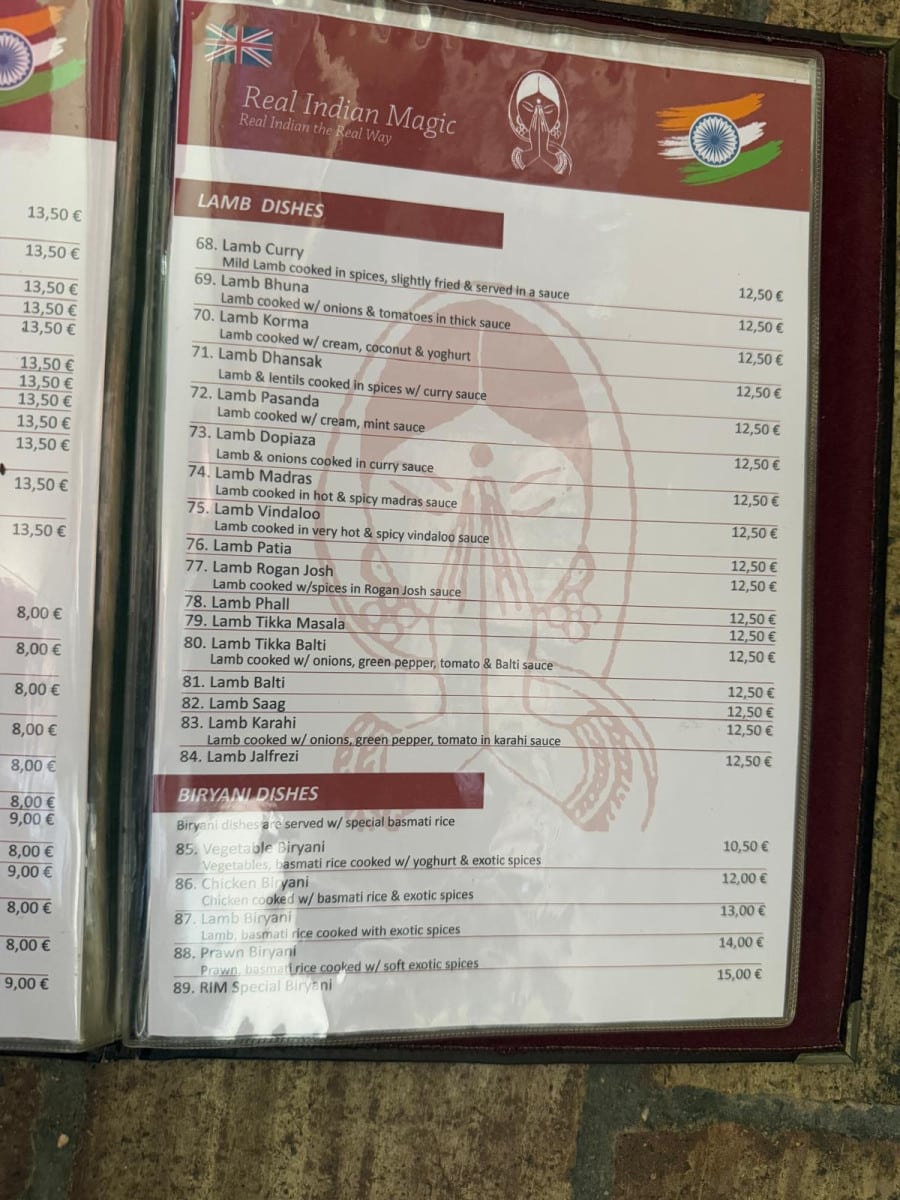 13,50 €
13,50 €
13,50 €
13,50 €
13,50 €
13,50 €
13,50 €
13,50 €
13,50 €
13,50 €
13,50 €
13,50 €
8,00 €
8,00 €
8,00 €
8,00 €
8,00 €
8,00 €
9,00 €
8,00 €
9,00 €
8,00 €
8,00 €
9,00 €
Real Indian Magic
Real Indian the Real Way
LAMB DISHES
68. Lamb Curry
Mild Lamb cooked in spices, slightly fried & served in a sauce 12,50 €
69. Lamb Bhuna
Lamb cooked w/ onions & tomatoes in thick sauce 12,50 €
70. Lamb Korma
Lamb cooked w/ cream, coconut & yoghurt 12,50 €
71. Lamb Dhansak
Lamb & lentils cooked in spices w/ curry sauce 12,50 €
72. Lamb Pasanda
Lamb cooked w/ cream, mint sauce 12,50 €
73. Lamb Dopiaza
Lamb & onions cooked in curry sauce 12,50 €
74. Lamb Madras
Lamb cooked in hot & spicy madras sauce 12,50 €
75. Lamb Vindaloo
Lamb cooked in very hot & spicy vindaloo sauce 12,50 €
76. Lamb Patia 12,50 €
77. Lamb Rogan Josh 12,50 €
Lamb cooked w/spices in Rogan Josh sauce
78. Lamb Phall 12,50 €
79. Lamb Tikka Masala 12,50 €
80. Lamb Tikka Balti 12,50 €
Lamb cooked w/ onions, green pepper, tomato & Balti sauce
81. Lamb Balti 12,50 €
82. Lamb Saag 12,50 €
83. Lamb Karahi 12,50 €
Lamb cooked w/ onions, green pepper, tomato in karahi sauce
84. Lamb Jalfrezi 12,50 €
BIRYANI DISHES
Biryani dishes are served w/ special basmati rice
85. Vegetable Biryani 10,50 €
Vegetables, basmati rice cooked w/ yoghurt & exotic spices
86. Chicken Biryani 12,00 €
Chicken cooked w/ basmati rice & exotic spices
87. Lamb Biryani 13,00 €
Lamb, basmati rice cooked with exotic spices
88. Prawn Biryani 14,00 €
Prawn, basmati rice cooked w/ soft exotic spices
89. RIM Special Biryani 15,00 €